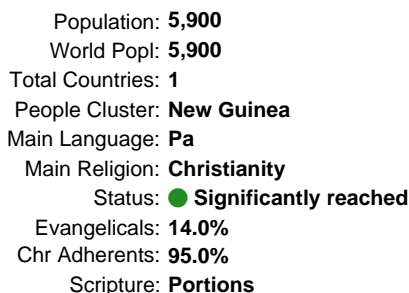 Population: 5,900
World Popl: 5,900
Total Countries: 1
People Cluster: New Guinea
Main Language: Pa
Main Religion: Christianity
Status: Significantly reached
Evangelicals: 14.0%
Chr Adherents: 95.0%
Scripture: Portions